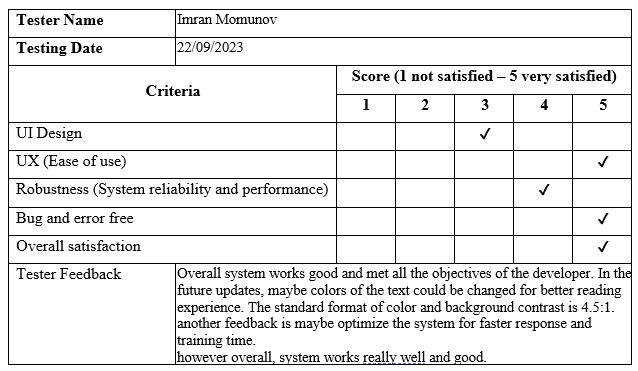 Tester Name Imran Momunov
Testing Date 22/09/2023
Criteria Score (1 not satisfied – 5 very satisfied)
1 2 3 4 5
UI Design ✓
UX (Ease of use) ✓
Robustness (System reliability and performance) ✓
Bug and error free ✓
Overall satisfaction ✓
Tester Feedback Overall system works good and met all the objectives of the developer. In the
future updates, maybe colors of the text could be changed for better reading
experience. The standard format of color and background contrast is 4.5:1.
another feedback is maybe optimize the system for faster response and
training time.
however overall, system works really well and good.